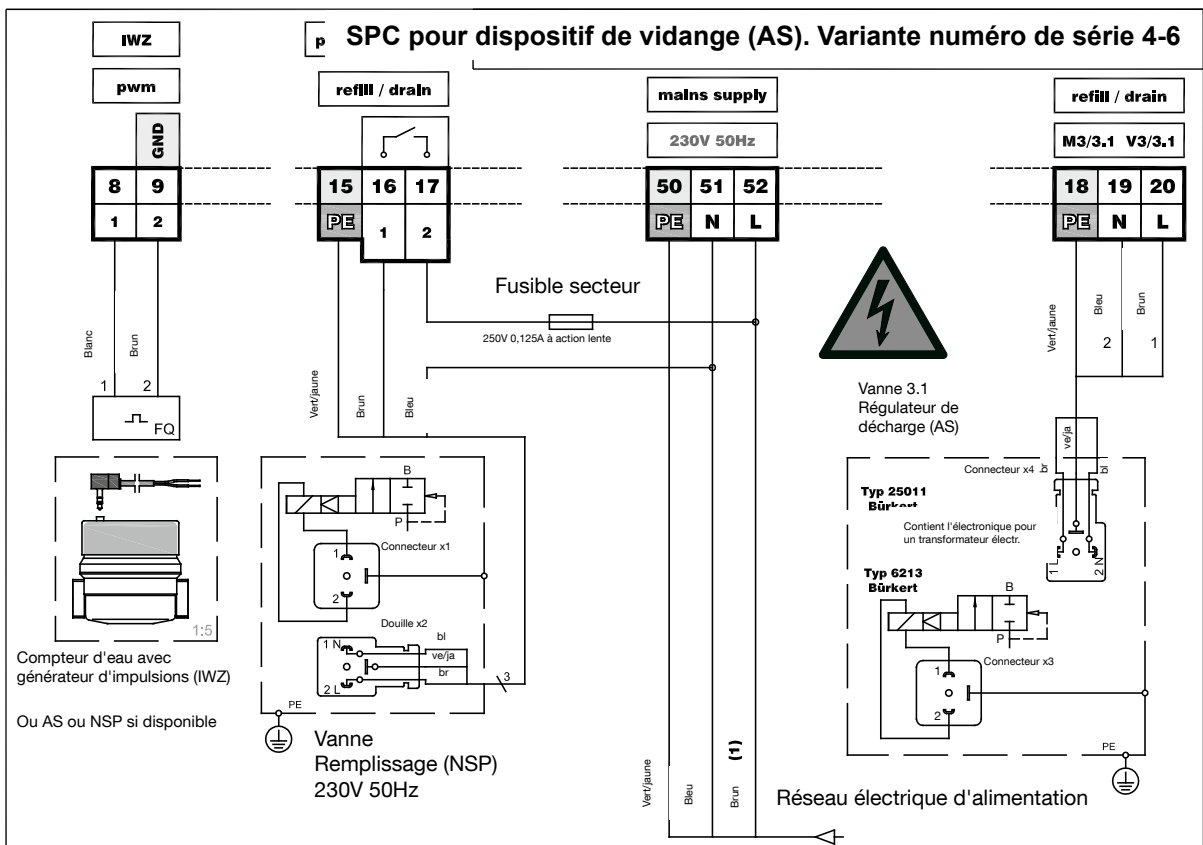 SPC pour dispositif de vidange (AS). Variante numéro de série 4-6
IWZ
p
pwm
refill / drain
mains supply
refill / drain
GND
230V 50Hz
M3/3.1 V3/3.1
8 9
15 16 17
50 51 52
18 19 20
1 2
PE 1 2
PE N L
PE N L
Fusible secteur
250V 0,125A à action lente
Blanc
Brun
1 2
FQ
Vert/jaune
Brun
Bleu
Vert/jaune
Bleu
Brun
2 1
Vanne 3.1
Régulateur de
décharge (AS)
1:5
Compteur d'eau avec
générateur d'impulsions (IWZ)
Ou AS ou NSP si disponible
B
P
Connecteur x1
1
2
Douille x2
1 N
2 L
bl
ve/ja
br
3
PE
Vanne
Remplissage (NSP)
230V 50Hz
Vert/jaune
Bleu
Brun
(1)
Réseau électrique d'alimentation
Connecteur x4
br
ve/ja
bl
Typ 25011
Bürkert
Contient l'électronique pour
un transformateur électr.
1 L
2 N
Typ 6213
Bürkert
B
P
Connecteur x3
1
2
PE